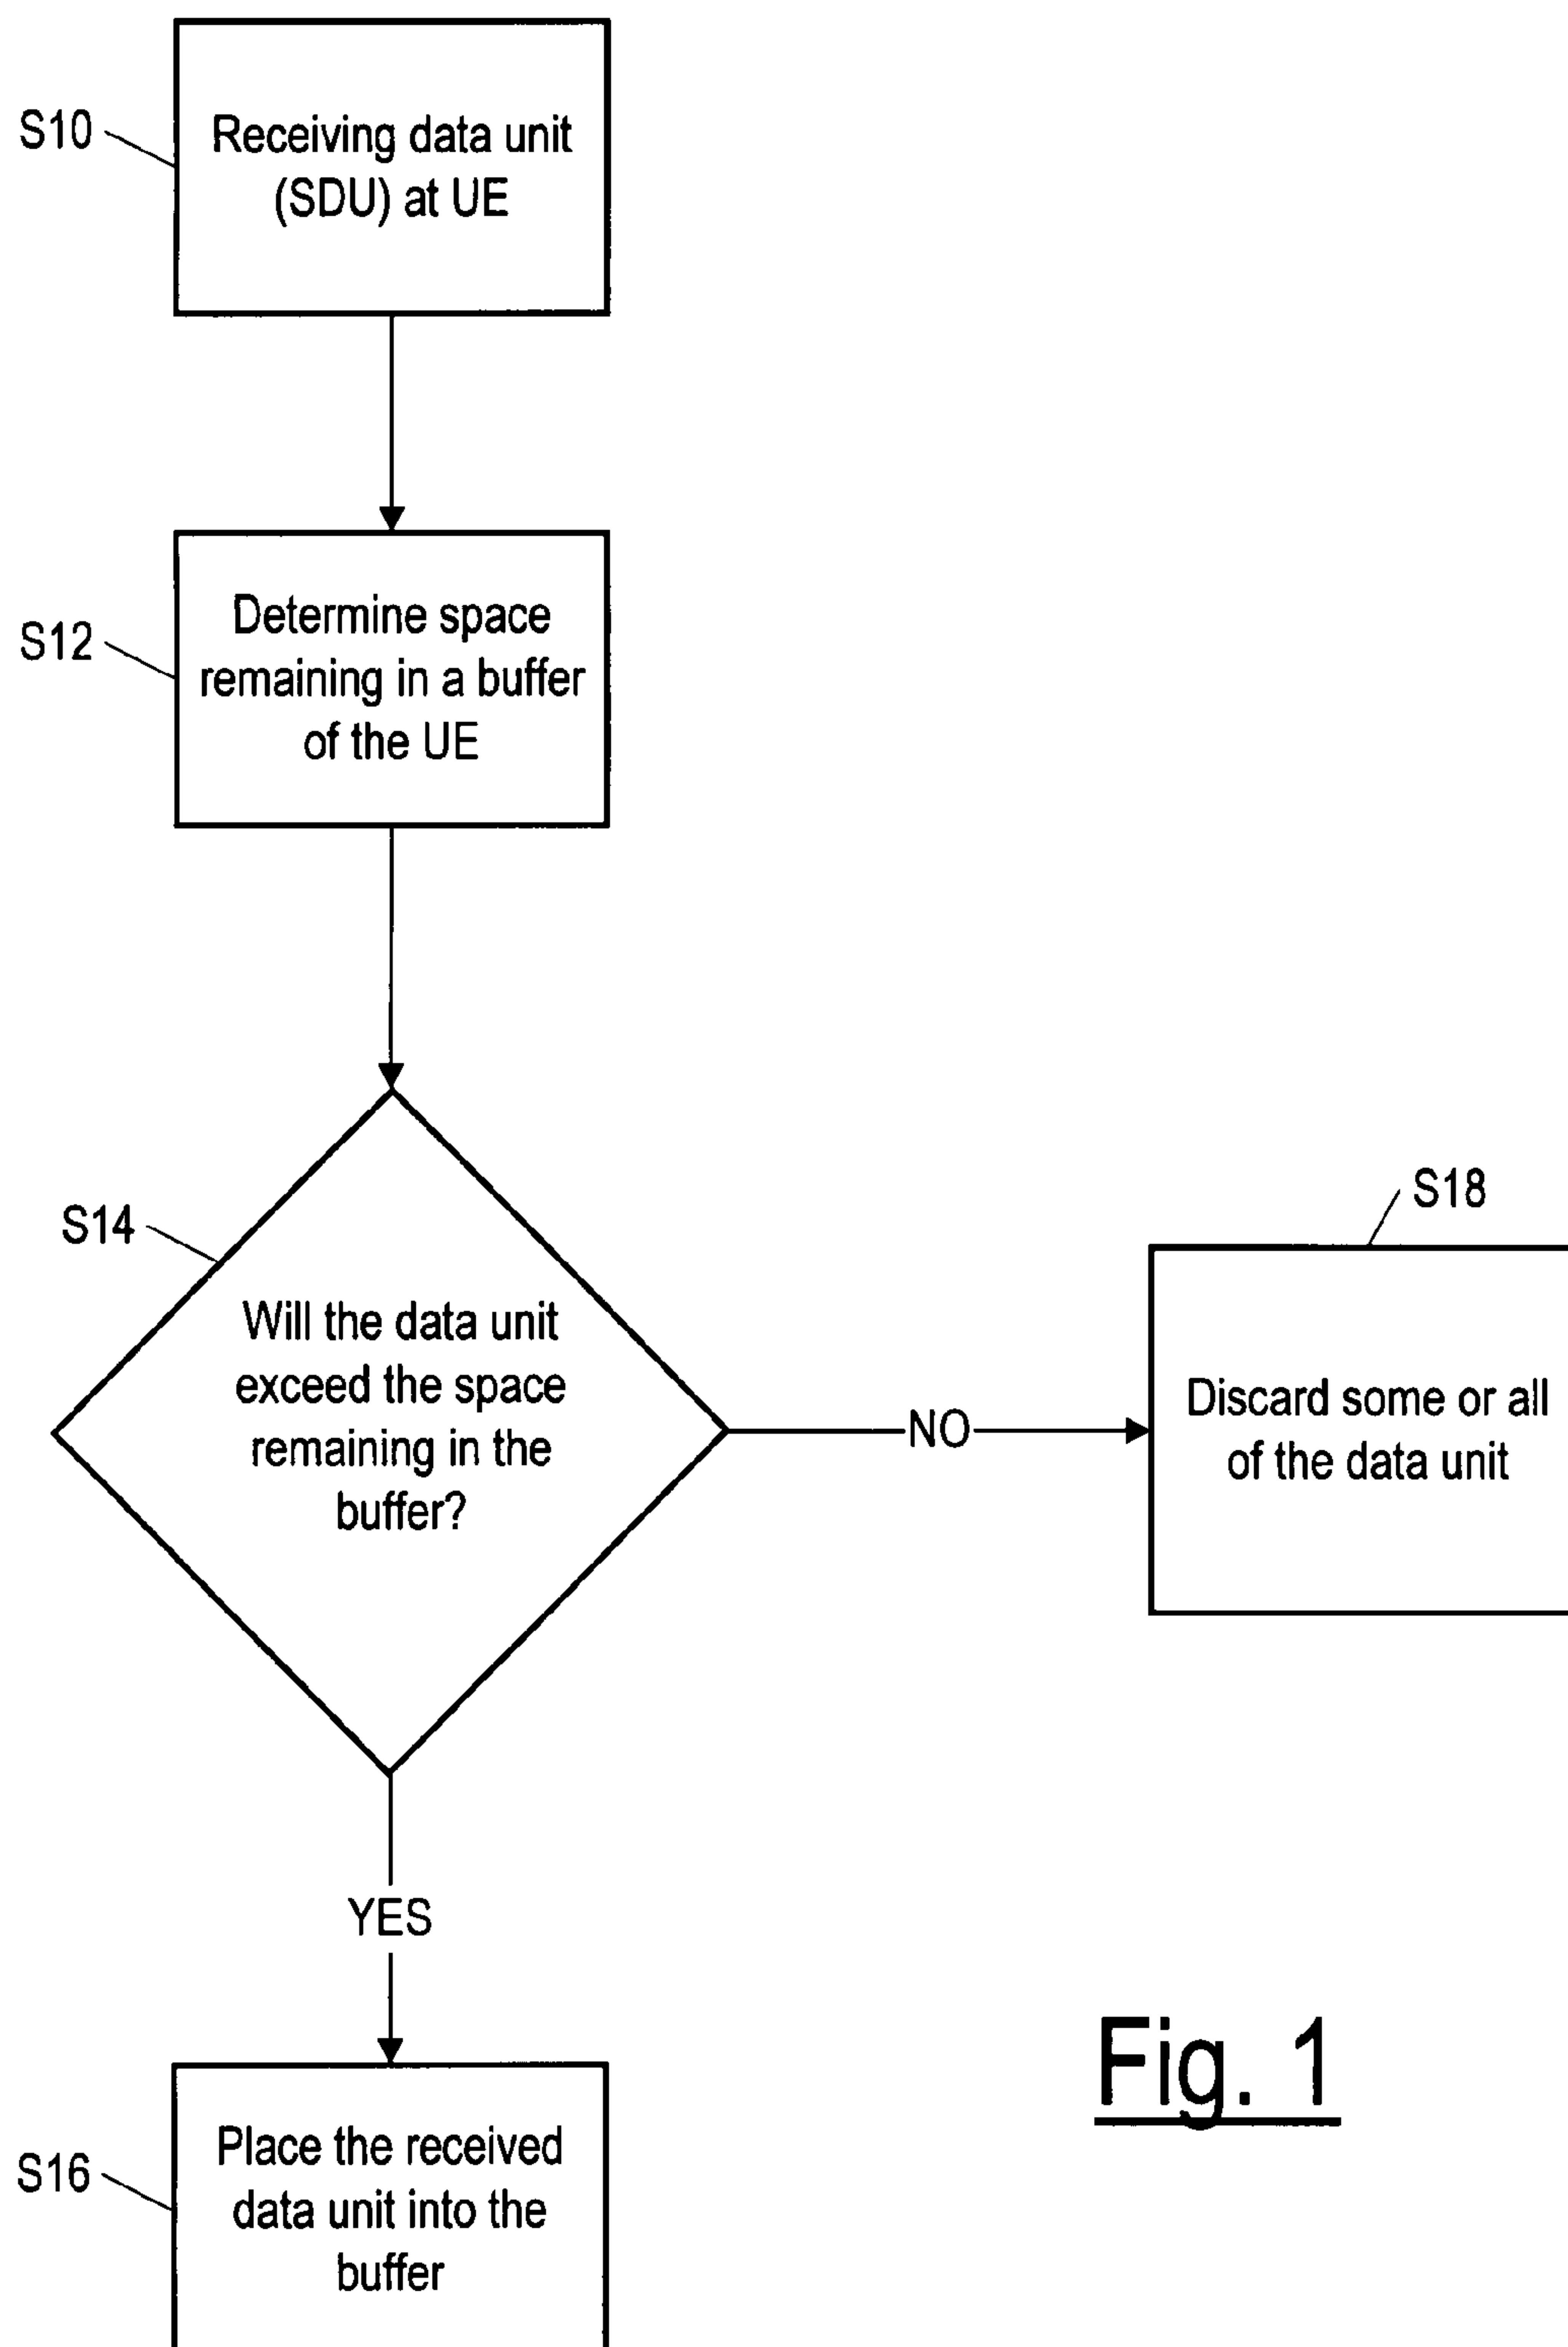 S10
Receiving data unit
(SDU) at UE
S12
Determine space
remaining in a buffer
of the UE
S14
Will the data unit
exceed the space
remaining in the
buffer?
NO
S18
Discard some or all
of the data unit
YES
S16
Place the received
data unit into the
buffer
Fig. 1